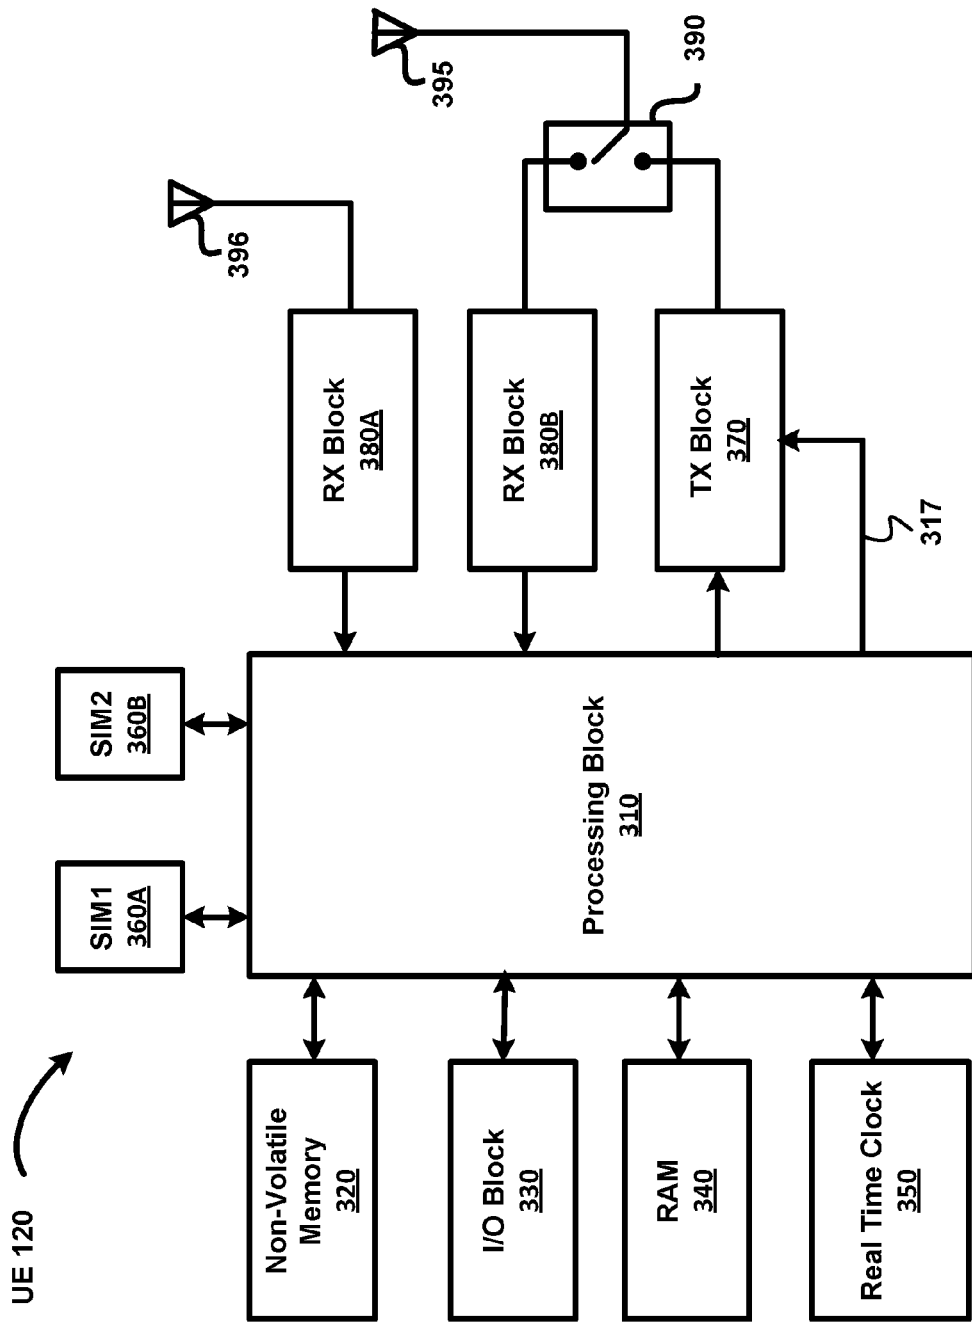 UE 120
SIM1
360A
SIM2
360B
Non-Volatile
Memory
320
I/O Block
330
RAM
340
Real Time Clock
350
Processing Block
310
RX Block
380A
RX Block
380B
TX Block
370
317
396
395
390